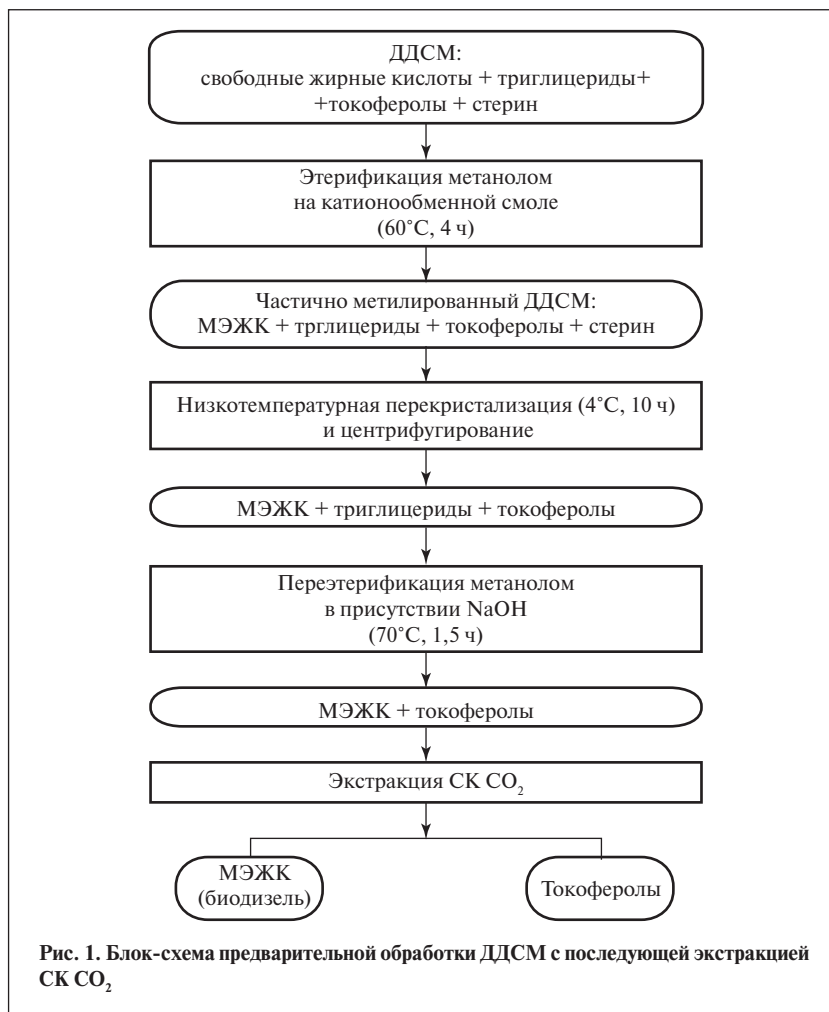 ДДСМ:
свободные жирные кислоты + триглицериды+
+токоферолы + стерин
Этерификация метанолом
на катионообменной смоле
(60˚С, 4 ч)
Частично метилированный ДДСМ:
МЭЖК + трглицериды + токоферолы + стерин
Низкотемпературная перекристализация (4˚С, 10 ч)
и центрифугирование
МЭЖК + триглицериды + токоферолы
Переэтерификация метанолом
в присутствии NaOH
(70˚С, 1,5 ч)
МЭЖК + токоферолы
Экстракция СК CO₂
МЭЖК
(биодизель)
Токоферолы
Рис. 1. Блок-схема предварительной обработки ДДСМ с последующей экстракцией
СК CO₂